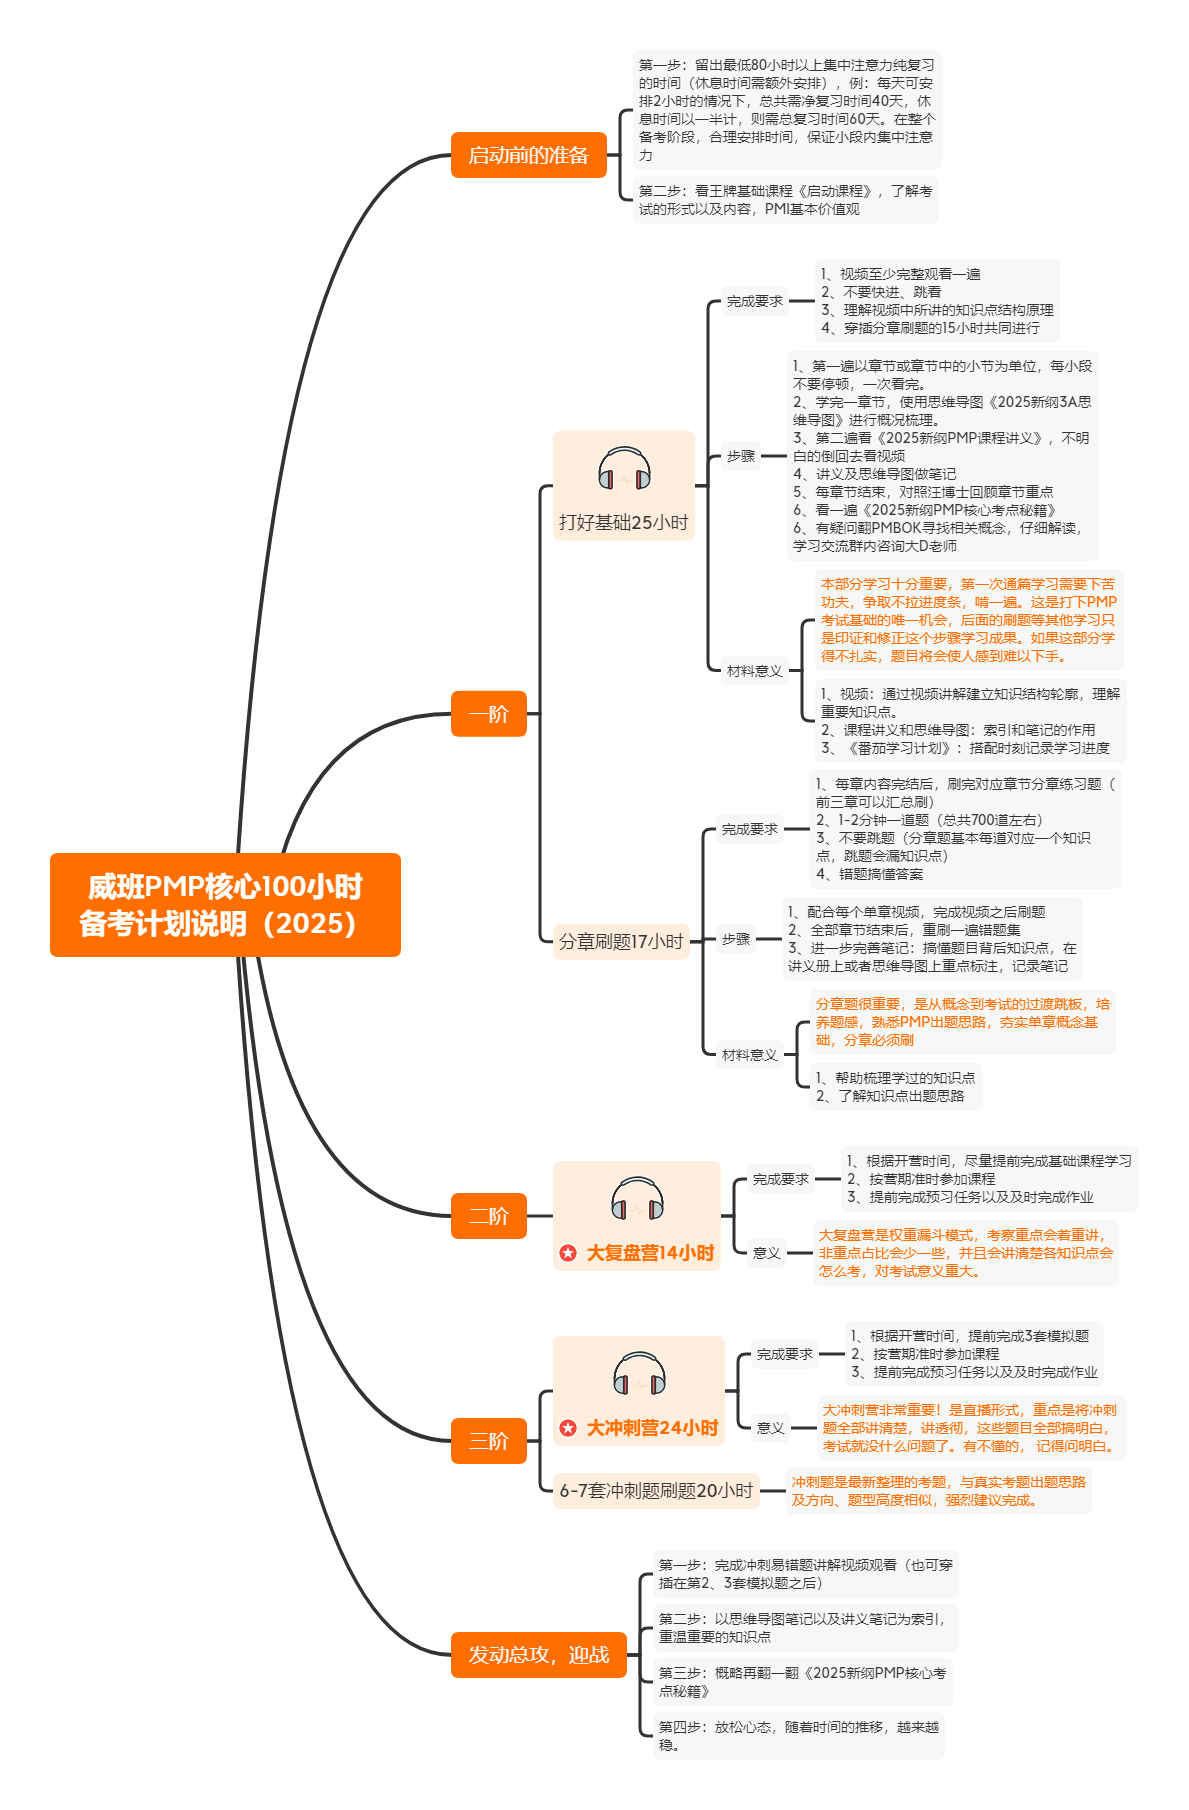 威班PMP核心100小时
备考计划说明（2025）
启动前的准备
第一步：留出最低80小时以上集中注意力纯复习
的时间（休息时间需额外安排），例：每天可安
排2小时的情况下，总共需净复习时间40天，休
息时间以一半计，则需总复习时间60天。在整个
备考阶段，合理安排时间，保证小段内集中注意
力
第二步：看王牌基础课程《启动课程》，了解考
试的形式以及内容，PMI基本价值观
一阶
打好基础25小时
完成要求
1、视频至少完整观看一遍
2、不要快进、跳看
3、理解视频中所讲的知识点结构原理
4、穿插分章刷题的15小时共同进行
步骤
1、第一遍以章节或章节中的小节为单位，每小段
不要停顿，一次看完。
2、学完一章节，使用思维导图《2025新纲3A思
维导图》进行概况梳理。
3、第二遍看《2025新纲PMP课程讲义》，不明
白的倒回去看视频
4、讲义及思维导图做笔记
5、每章节结束，对照汪博士回顾章节重点
6、看一遍《2025新纲PMP核心考点秘籍》
6、有疑问翻PMBOK寻找相关概念，仔细解读，
学习交流群内咨询大D老师
材料意义
本部分学习十分重要，第一次通篇学习需要下苦
功夫，争取不拉进度条，啃一遍。这是打下PMP
考试基础的唯一机会，后面的刷题等其他学习只
是印证和修正这个步骤学习成果。如果这部分学
得不扎实，题目将会使人感到难以下手。
1、视频：通过视频讲解建立知识结构轮廓，理解
重要知识点。
2、课程讲义和思维导图：索引和笔记的作用
3、《番茄学习计划》：搭配时刻记录学习进度
分章刷题17小时
完成要求
1、每章内容完结后，刷完对应章节分章练习题（
前三章可以汇总刷）
2、1-2分钟一道题（总共700道左右）
3、不要跳题（分章题基本每道对应一个知识
点，跳题会漏知识点）
4、错题搞懂答案
步骤
1、配合每个单章视频，完成视频之后刷题
2、全部章节结束后，重刷一遍错题集
3、进一步完善笔记：搞懂题目背后知识点，在
讲义册上或者思维导图上重点标注，记录笔记
材料意义
分章题很重要，是从概念到考试的过渡跳板，培
养题感，熟悉PMP出题思路，夯实单章概念基
础，分章必须刷
1、帮助梳理学过的知识点
2、了解知识点出题思路
二阶
大复盘营14小时
完成要求
1、根据开营时间，尽量提前完成基础课程学习
2、按营期准时参加课程
3、提前完成预习任务以及及时完成作业
意义
大复盘营是权重漏斗模式，考察重点会着重讲，
非重点占比会少一些，并且会讲清楚各知识点会
怎么考，对考试意义重大。
三阶
大冲刺营24小时
完成要求
1、根据开营时间，提前完成3套模拟题
2、按营期准时参加课程
3、提前完成预习任务以及及时完成作业
意义
大冲刺营非常重要！是直播形式，重点是将冲刺
题全部讲清楚，讲透彻，这些题目全部搞明白，
考试就没什么问题了。有不懂的， 记得问明白。
6-7套冲刺题刷题20小时
冲刺题是最新整理的考题，与真实考题出题思路
及方向、题型高度相似，强烈建议完成。
发动总攻，迎战
第一步：完成冲刺易错题讲解视频观看（也可穿
插在第2、3套模拟题之后）
第二步：以思维导图笔记以及讲义笔记为索引，
重温重要的知识点
第三步：概略再翻一翻《2025新纲PMP核心考
点秘籍》
第四步：放松心态，随着时间的推移，越来越
稳。